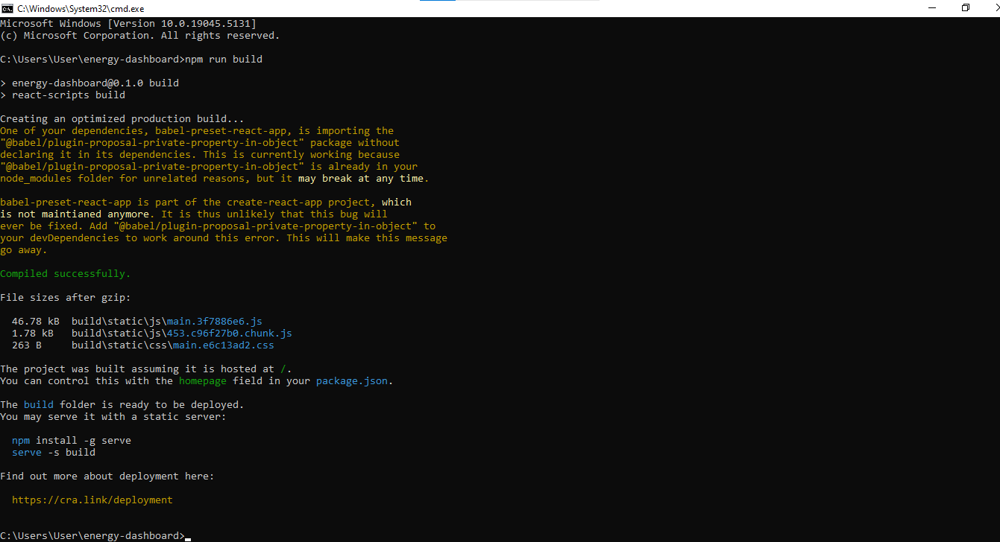 C:\Windows\System32\cmd.exe
Microsoft Windows [Version 10.0.19045.5131]
(c) Microsoft Corporation. All rights reserved.
C:\Users\User\energy-dashboard>npm run build
> energy-dashboard@0.1.0 build
> react-scripts build
Creating an optimized production build...
One of your dependencies, babel-preset-react-app, is importing the
"@babel/plugin-proposal-private-property-in-object" package without
declaring it in its dependencies. This is currently working because
"@babel/plugin-proposal-private-property-in-object" is already in your
node_modules folder for unrelated reasons, but it may break at any time.
babel-preset-react-app is part of the create-react-app project, which
is not maintianed anymore. It is thus unlikely that this bug will
ever be fixed. Add "@babel/plugin-proposal-private-property-in-object" to
your devDependencies to work around this error. This will make this message
go away.
Compiled successfully.
File sizes after gzip:
46.78 kB  build\static\js\main.3f7886e6.js
1.78 kB   build\static\js\453.c96f27b0.chunk.js
263 B     build\static\css\main.e6c13ad2.css
The project was built assuming it is hosted at /.
You can control this with the homepage field in your package.json.
The build folder is ready to be deployed.
You may serve it with a static server:
npm install -g serve
serve -s build
Find out more about deployment here:
https://cra.link/deployment
C:\Users\User\energy-dashboard>